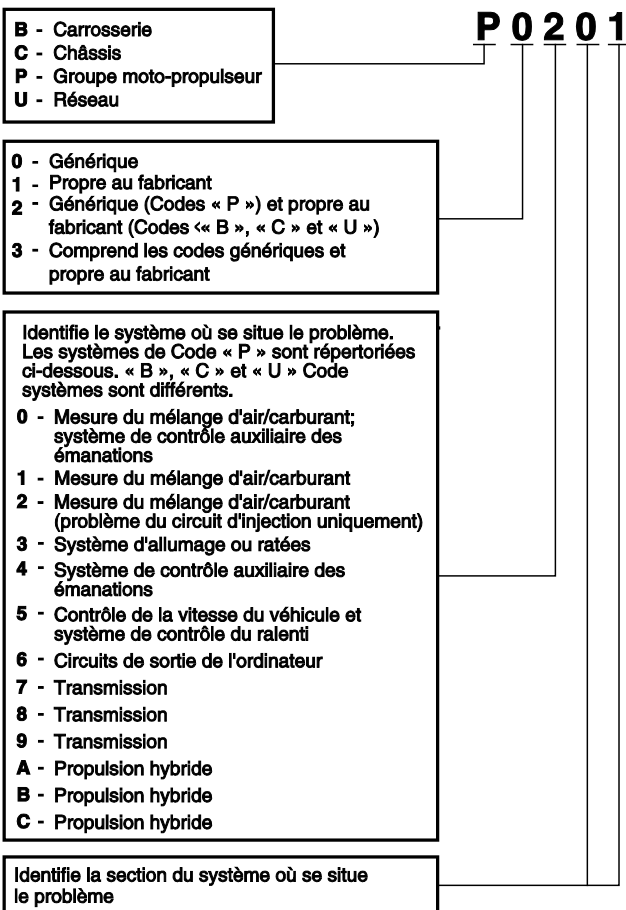 P0201
B - Carrosserie
C - Châssis
P - Groupe moto-propulseur
U - Réseau
0 - Générique
1 - Propre au fabricant
2 - Générique (Codes « P ») et propre au
fabricant (Codes <« B », « C » et « U »)
3 - Comprend les codes génériques et
propre au fabricant
Identifie le système où se situe le problème.
Les systèmes de Code « P » sont répertoriées
ci-dessous. « B », « C » et « U » Code
systèmes sont différents.
0 - Mesure du mélange d'air/carburant;
système de contrôle auxiliaire des
émanations
1 - Mesure du mélange d'air/carburant
2 - Mesure du mélange d'air/carburant
(problème du circuit d'injection uniquement)
3 - Système d'allumage ou ratées
4 - Système de contrôle auxiliaire des
émanations
5 - Contrôle de la vitesse du véhicule et
système de contrôle du ralenti
6 - Circuits de sortie de l'ordinateur
7 - Transmission
8 - Transmission
9 - Transmission
A - Propulsion hybride
B - Propulsion hybride
C - Propulsion hybride
Identifie la section du système où se situe
le problème